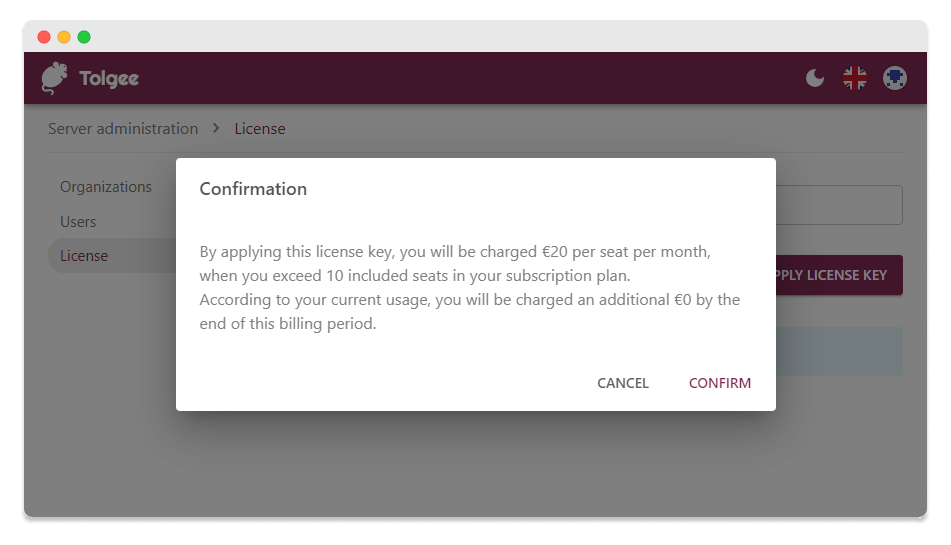 Tolgee
Server administration > License
Organizations
Users
License
Confirmation
By applying this license key, you will be charged €20 per seat per month,
when you exceed 10 included seats in your subscription plan.
According to your current usage, you will be charged an additional €0 by the
end of this billing period.
CANCEL CONFIRM
PPLY LICENSE KEY